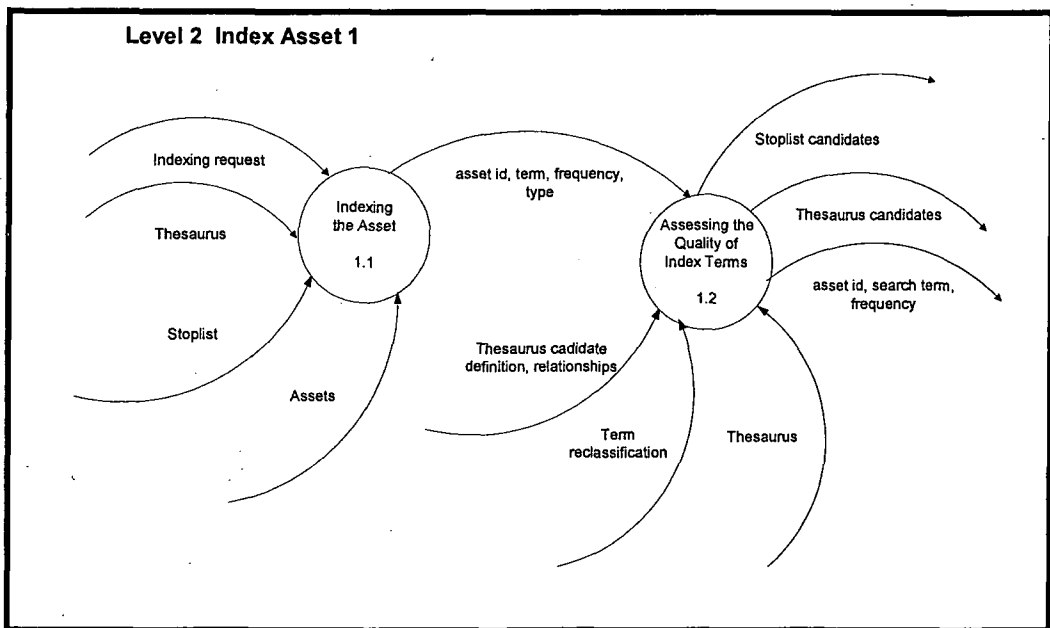 Level 2 Index Asset 1
Indexing request
Thesaurus
Stoplist
Assets
Indexing
the Asset
1.1
asset id, term, frequency,
type
Thesaurus cadidate
definition, relationships
Term
reclassification
Thesaurus
Assessing the
Quality of
Index Terms
1.2
Stoplist candidates
Thesaurus candidates
asset id, search term,
frequency